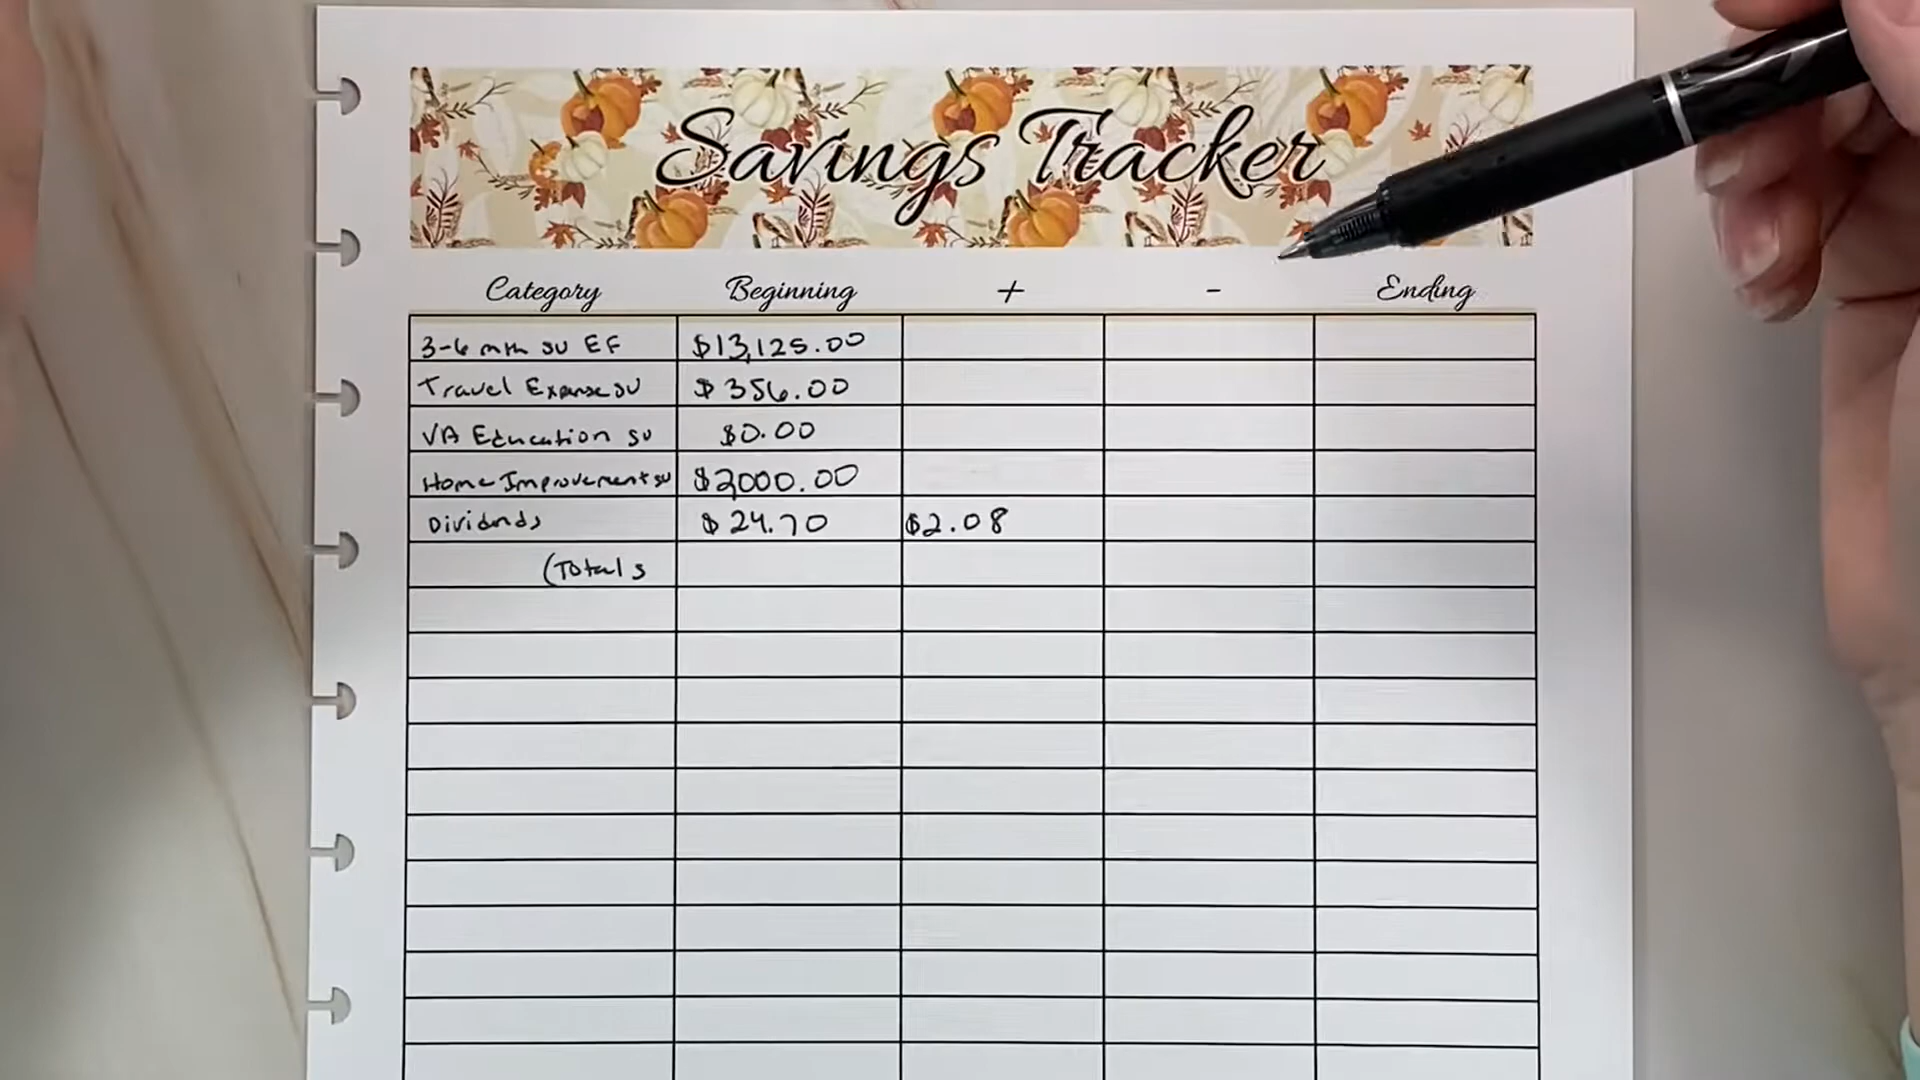 Savings Tracker
Category Beginning + - Ending
3-6 mth SV EF $13,125.00
Travel Expense SV $356.00
VA Education SV $0.00
Home Improvement SV $2000.00
Dividends $24.70 $2.08
(Totals